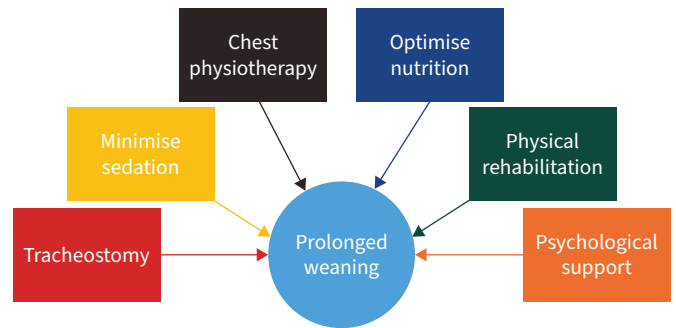 Chest
physiotherapy
Optimise
nutrition
Minimise
sedation
Physical
rehabilitation
Tracheostomy
Prolonged
weaning
Psychological
support